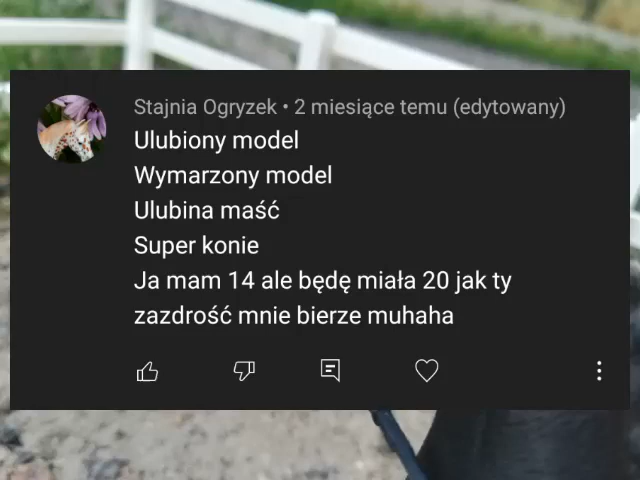 Stajnia Ogryzek • 2 miesiące temu (edytowany)
Ulubiony model
Wymarzony model
Ulubina maść
Super konie
Ja mam 14 ale będę miała 20 jak ty
zazdrość mnie bierze muhaha